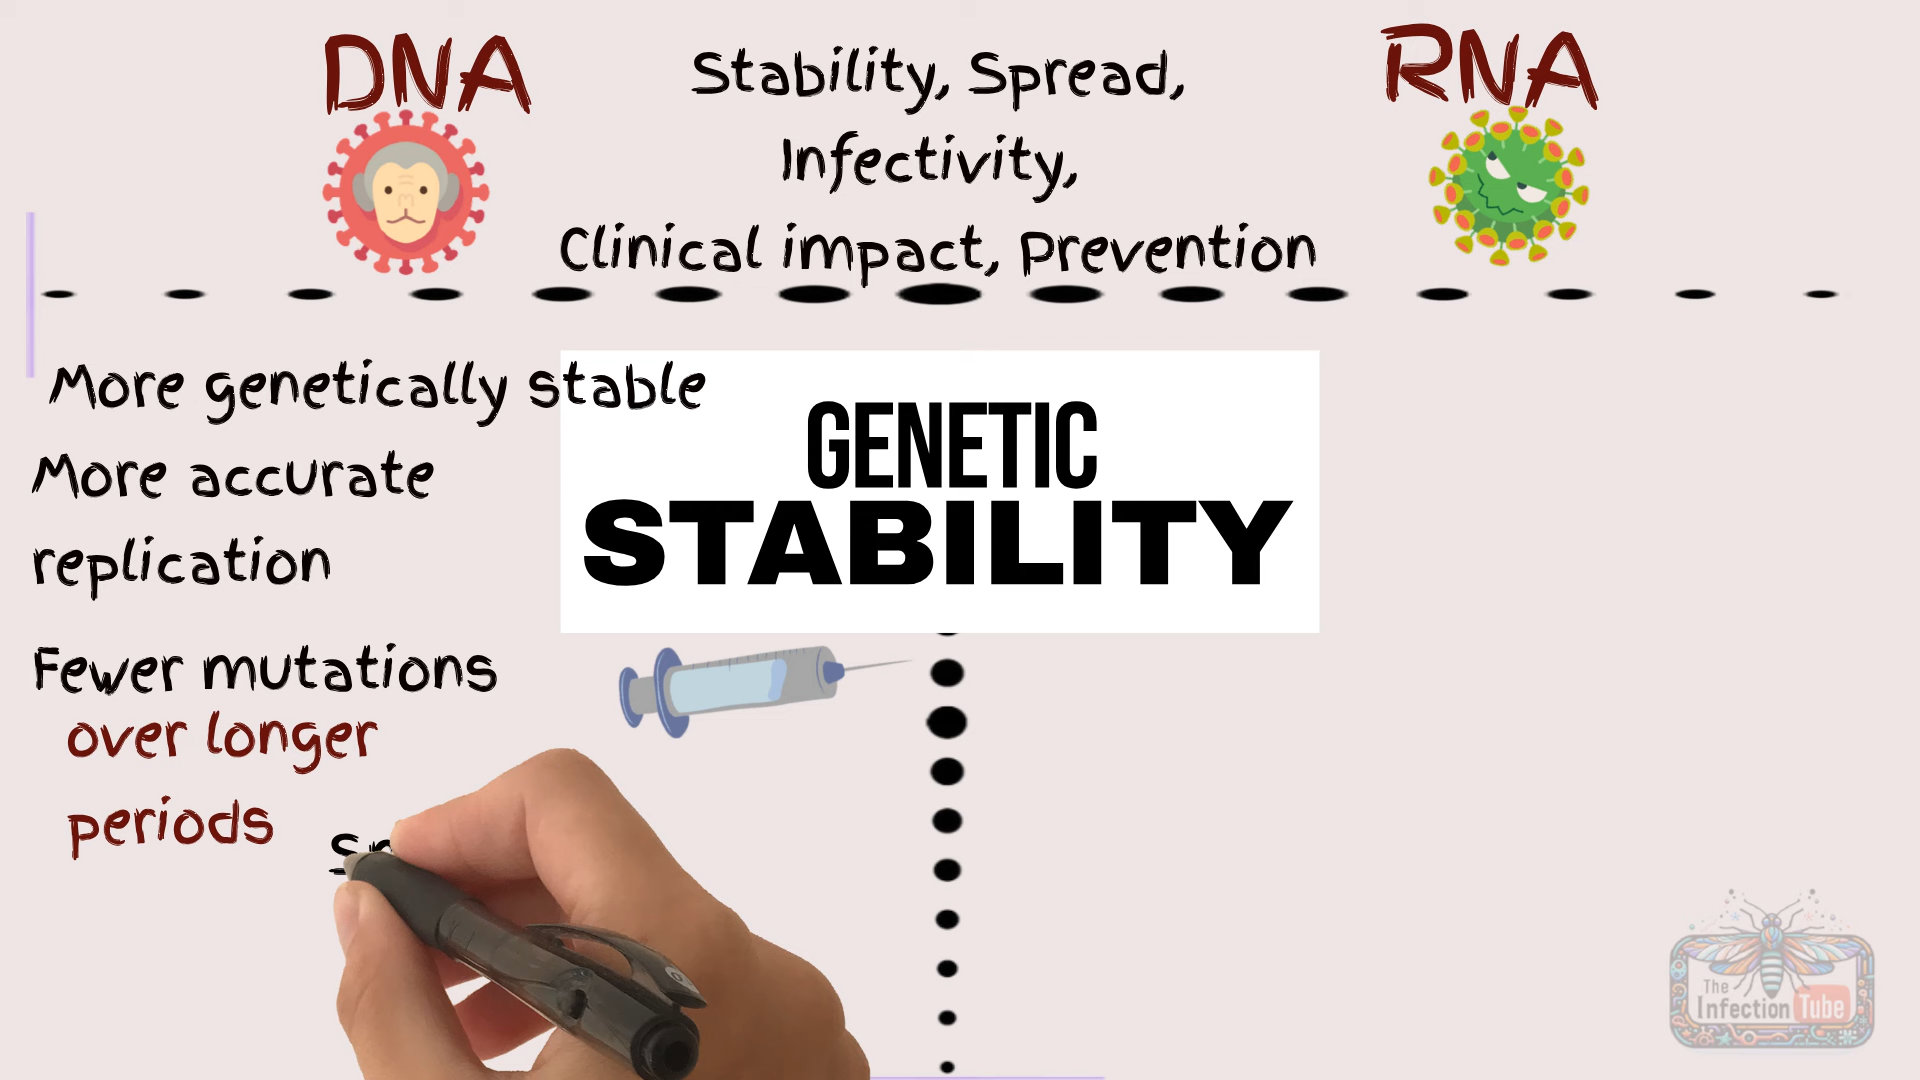 DNA
Stability, Spread,
Infectivity,
Clinical impact, Prevention
RNA
More genetically stable
More accurate
replication
Fewer mutations
over longer
periods
GENETIC
STABILITY
The
Infection Tube